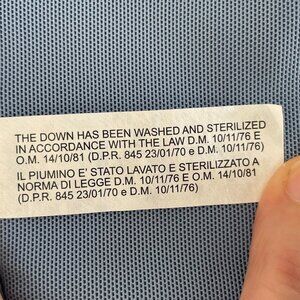 THE DOWN HAS BEEN WASHED AND STERILIZED
IN ACCORDANCE WITH THE LAW D.M. 10/11/76 E
O.M. 14/10/81 (D.P.R. 845 23/01/70 e D.M. 10/11/76)
IL PIUMINO E' STATO LAVATO E STERILIZZATO A
NORMA DI LEGGE D.M. 10/11/76 E O.M. 14/10/81
(D.P.R. 845 23/01/70 e D.M. 10/11/76)